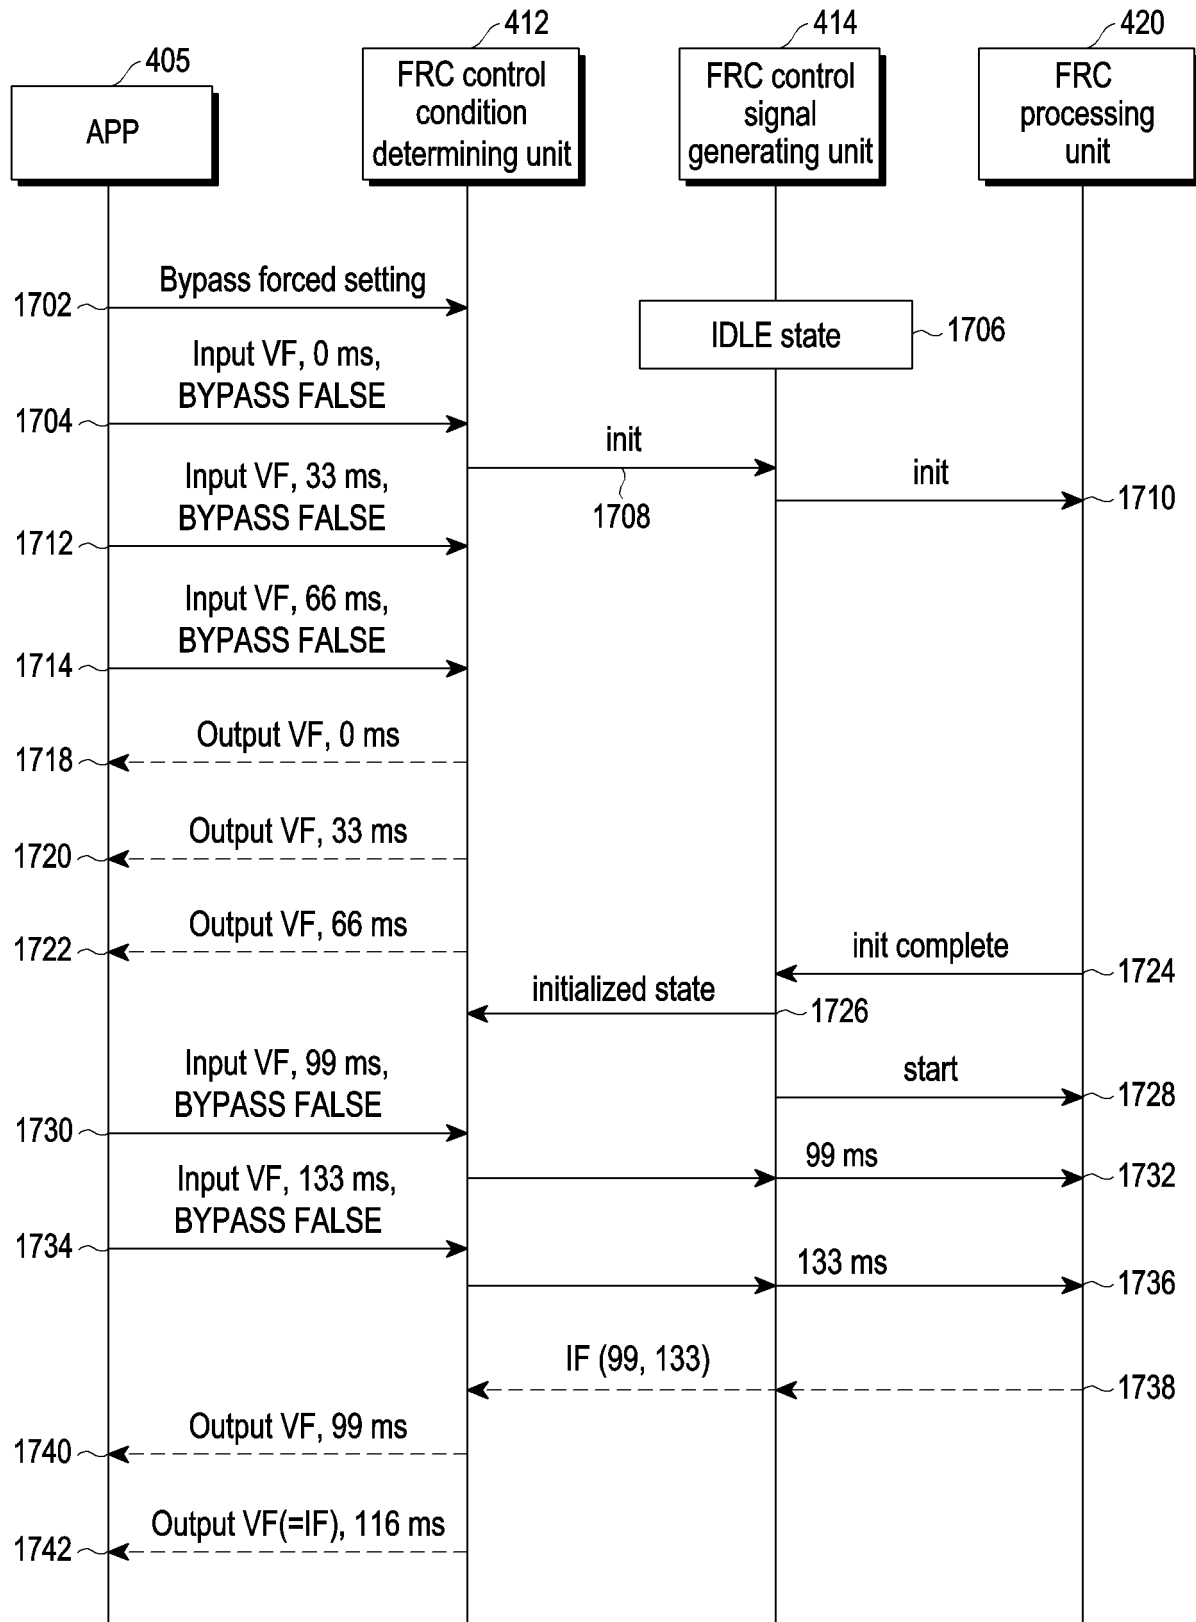 405
412
414
420
APP
FRC control
condition
determining unit
FRC control
signal
generating unit
FRC
processing
unit
Bypass forced setting
1702
IDLE state
1706
Input VF, 0 ms,
BYPASS FALSE
1704
init
1708
init
1710
Input VF, 33 ms,
BYPASS FALSE
1712
Input VF, 66 ms,
BYPASS FALSE
1714
Output VF, 0 ms
1718
Output VF, 33 ms
1720
Output VF, 66 ms
1722
init complete
1724
initialized state
1726
Input VF, 99 ms,
BYPASS FALSE
1730
start
1728
99 ms
1732
Input VF, 133 ms,
BYPASS FALSE
1734
133 ms
1736
IF (99, 133)
1738
Output VF, 99 ms
1740
Output VF(=IF), 116 ms
1742